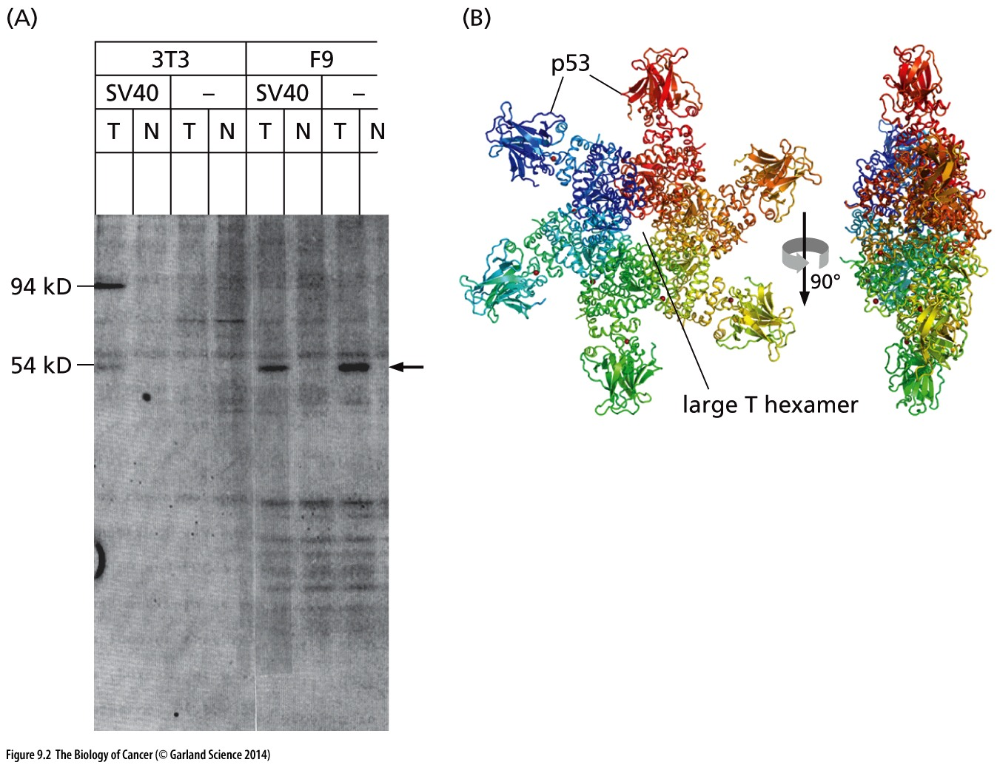 (A)
3T3 F9
SV40 – SV40 –
T N T N T N T N
94 kD
54 kD
(B)
p53
90°
large T hexamer
Figure 9.2 The Biology of Cancer (© Garland Science 2014)